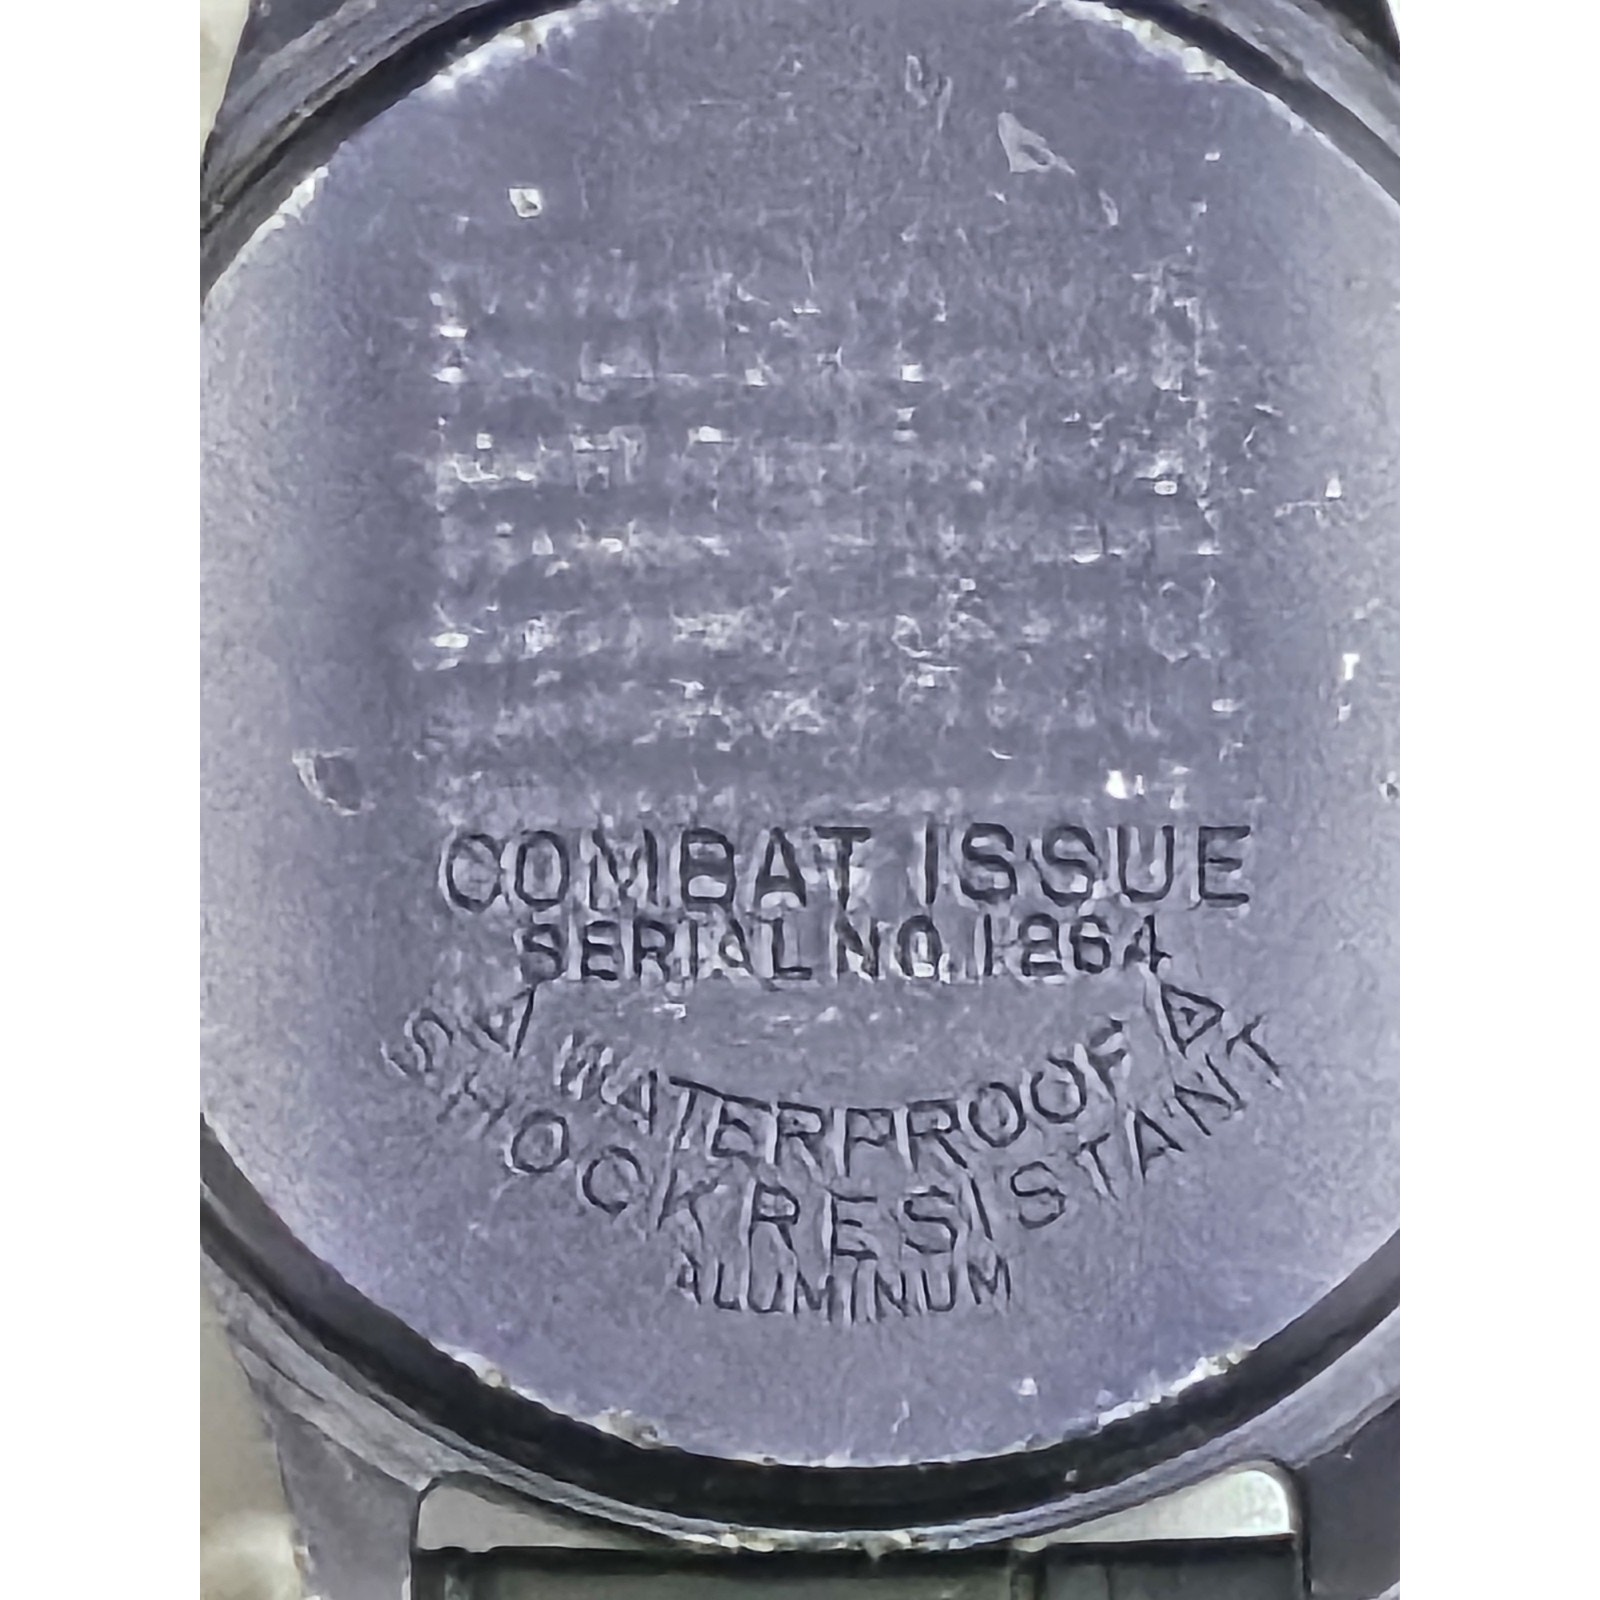 COMBAT ISSUE
SERIAL NO. 1264
WATERPROOF
SHOCK RESISTANT
ALUMINUM